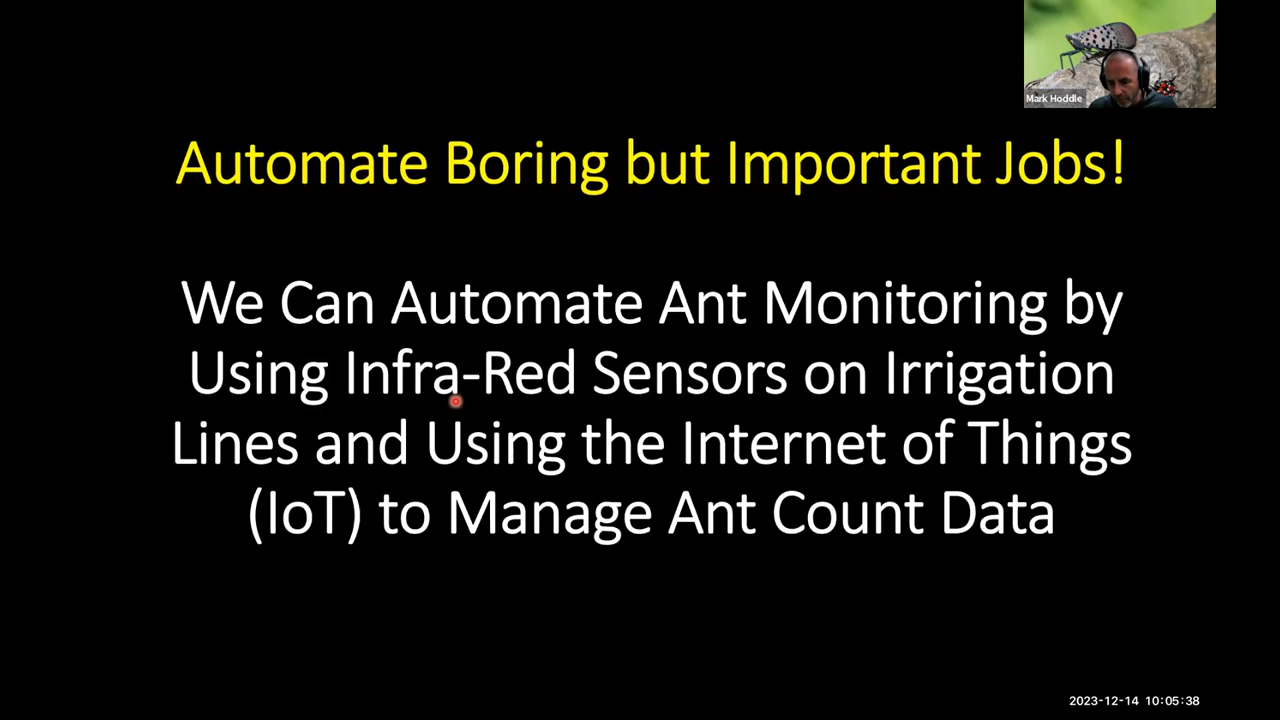 Mark Hoddle
Automate Boring but Important Jobs!
We Can Automate Ant Monitoring by
Using Infra-Red Sensors on Irrigation
Lines and Using the Internet of Things
(IoT) to Manage Ant Count Data
2023-12-14 10:05:38